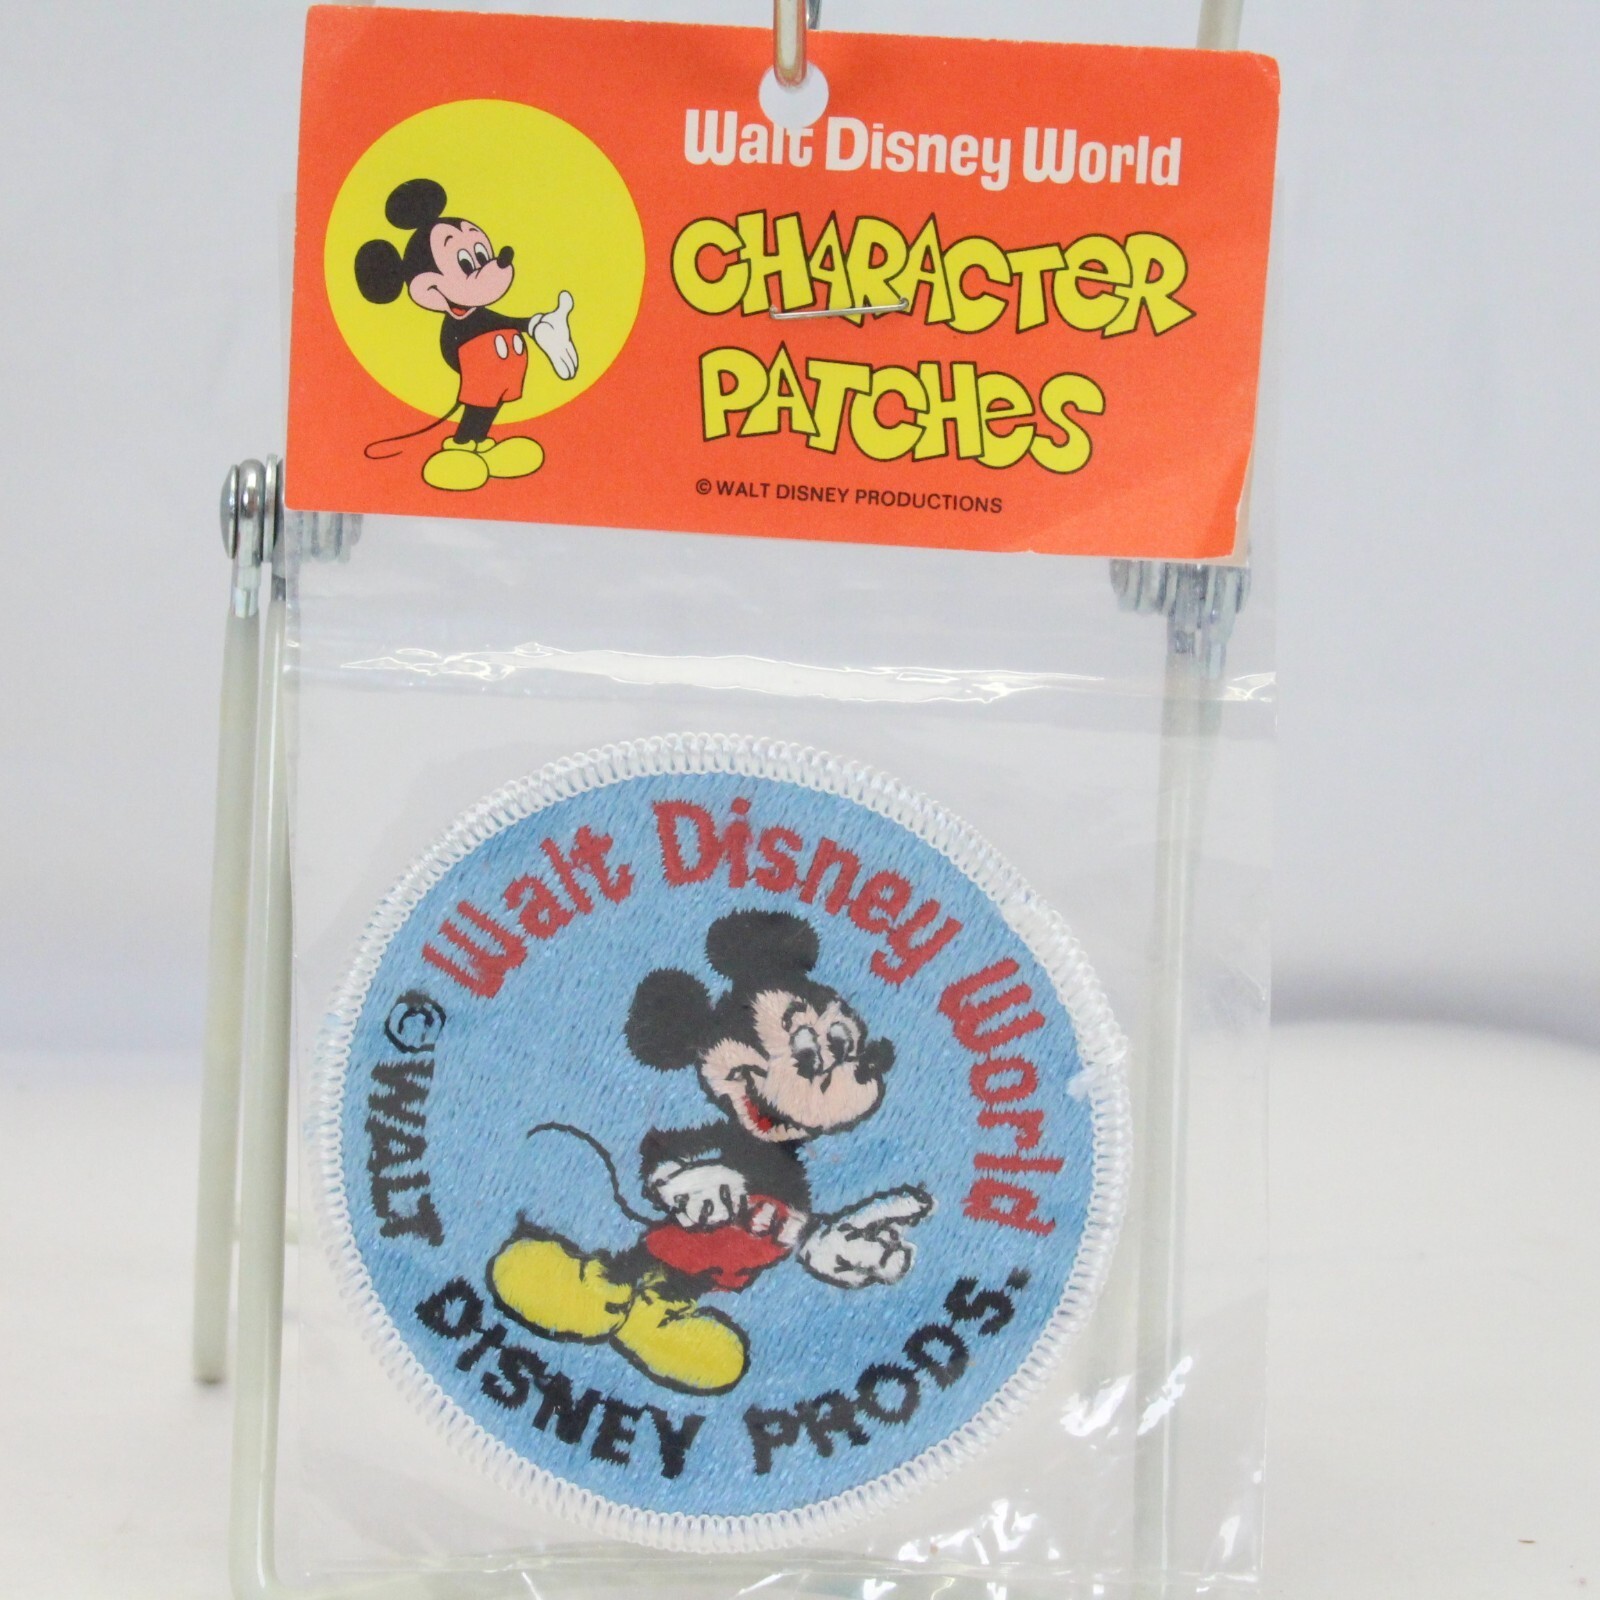 Walt Disney World
CHARACTER
PATCHES
© WALT DISNEY PRODUCTIONS
Walt Disney World
© WALT DISNEY PRODS.